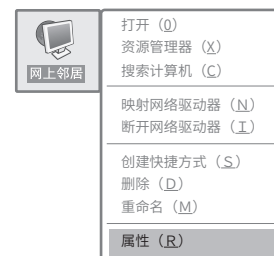 网上邻居
打开（0）
资源管理器（X）
搜索计算机（C）
映射网络驱动器（N）
断开网络驱动器（I）
创建快捷方式（S）
删除（D）
重命名（M）
属性（R）